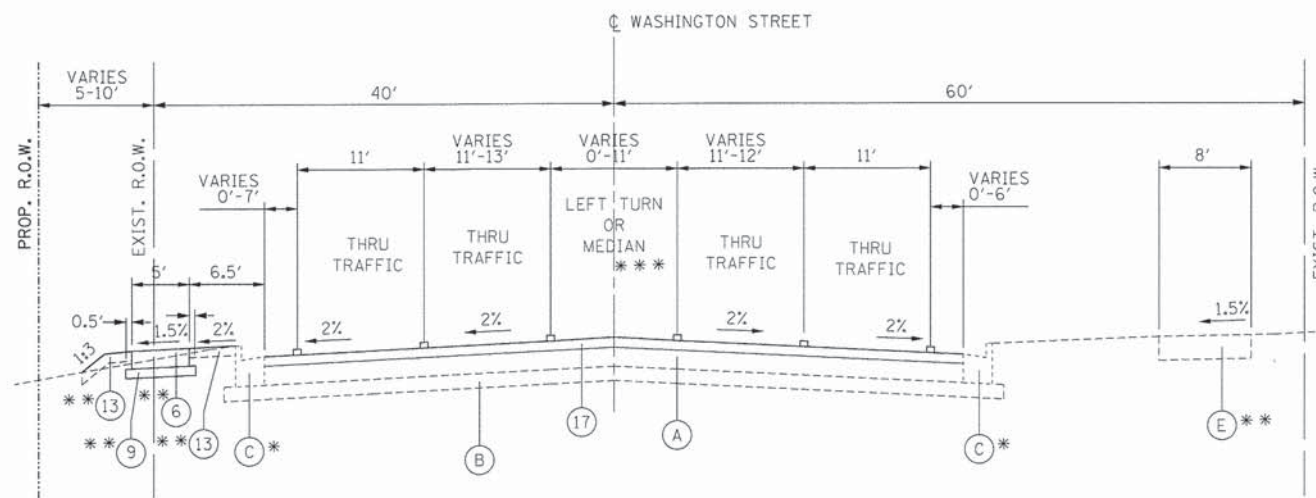 ℄ WASHINGTON STREET
VARIES
5-10'
40'
60'
PROP. R.O.W.
EXIST. R.O.W.
EXIST. R.O.W.
VARIES
0'-7'
11'
VARIES
11'-13'
VARIES
0'-11'
VARIES
11'-12'
11'
VARIES
0'-6'
8'
THRU
TRAFFIC
THRU
TRAFFIC
LEFT TURN
OR
MEDIAN
***
THRU
TRAFFIC
THRU
TRAFFIC
5'
6.5'
0.5'
1:3
1.5%
2%
2%
2%
2%
2%
1.5%
** 13
** 6
** 9
** 13
C *
B
17
A
C *
E **